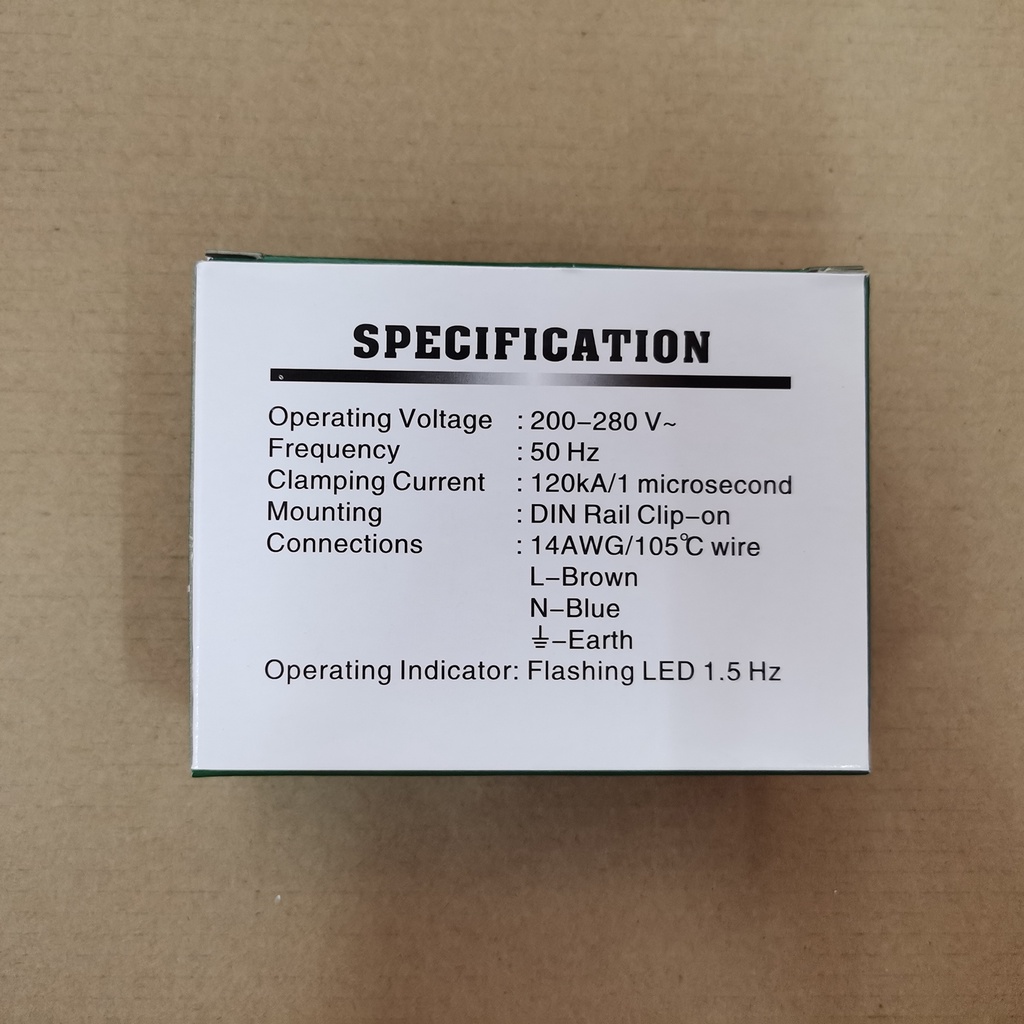 SPECIFICATION
Operating Voltage : 200–280 V~
Frequency : 50 Hz
Clamping Current : 120kA/1 microsecond
Mounting : DIN Rail Clip–on
Connections : 14AWG/105℃ wire
L–Brown
N–Blue
⏚–Earth
Operating Indicator: Flashing LED 1.5 Hz